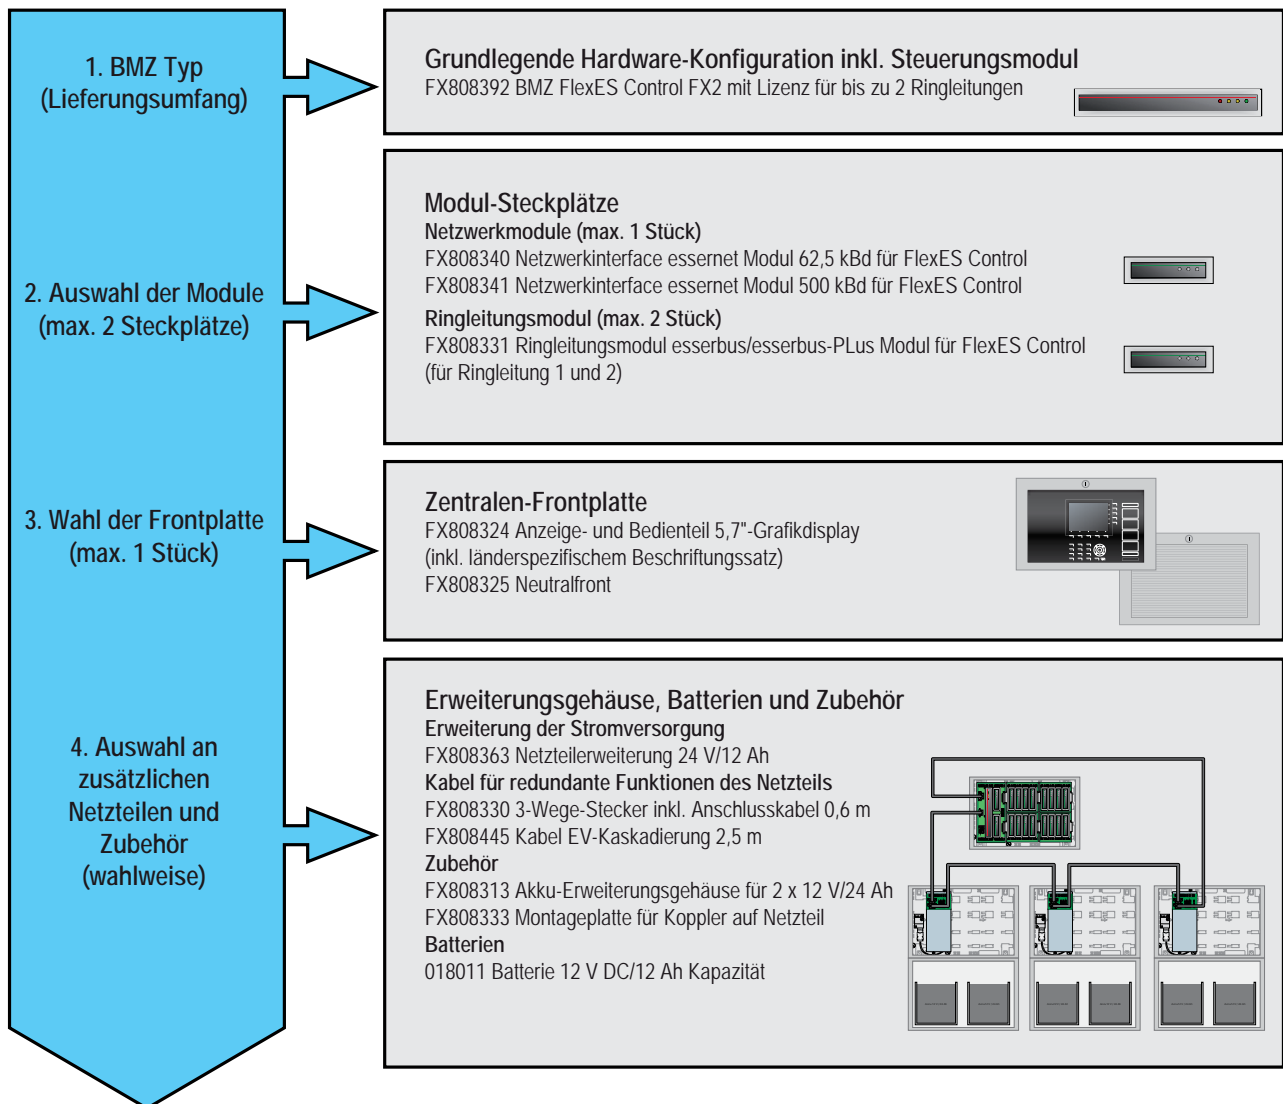 1. BMZ Typ
(Lieferungsumfang)
Grundlegende Hardware-Konfiguration inkl. Steuerungsmodul
FX808392 BMZ FlexES Control FX2 mit Lizenz für bis zu 2 Ringleitungen
2. Auswahl der Module
(max. 2 Steckplätze)
Modul-Steckplätze
Netzwerkmodule (max. 1 Stück)
FX808340 Netzwerkinterface essernet Modul 62,5 kBd für FlexES Control
FX808341 Netzwerkinterface essernet Modul 500 kBd für FlexES Control
Ringleitungsmodul (max. 2 Stück)
FX808331 Ringleitungsmodul esserbus/esserbus-PLus Modul für FlexES Control
(für Ringleitung 1 und 2)
3. Wahl der Frontplatte
(max. 1 Stück)
Zentralen-Frontplatte
FX808324 Anzeige- und Bedienteil 5,7"-Grafikdisplay
(inkl. länderspezifischem Beschriftungssatz)
FX808325 Neutralfront
4. Auswahl an
zusätzlichen
Netzteilen und
Zubehör
(wahlweise)
Erweiterungsgehäuse, Batterien und Zubehör
Erweiterung der Stromversorgung
FX808363 Netzteilerweiterung 24 V/12 Ah
Kabel für redundante Funktionen des Netzteils
FX808330 3-Wege-Stecker inkl. Anschlusskabel 0,6 m
FX808445 Kabel EV-Kaskadierung 2,5 m
Zubehör
FX808313 Akku-Erweiterungsgehäuse für 2 x 12 V/24 Ah
FX808333 Montageplatte für Koppler auf Netzteil
Batterien
018011 Batterie 12 V DC/12 Ah Kapazität